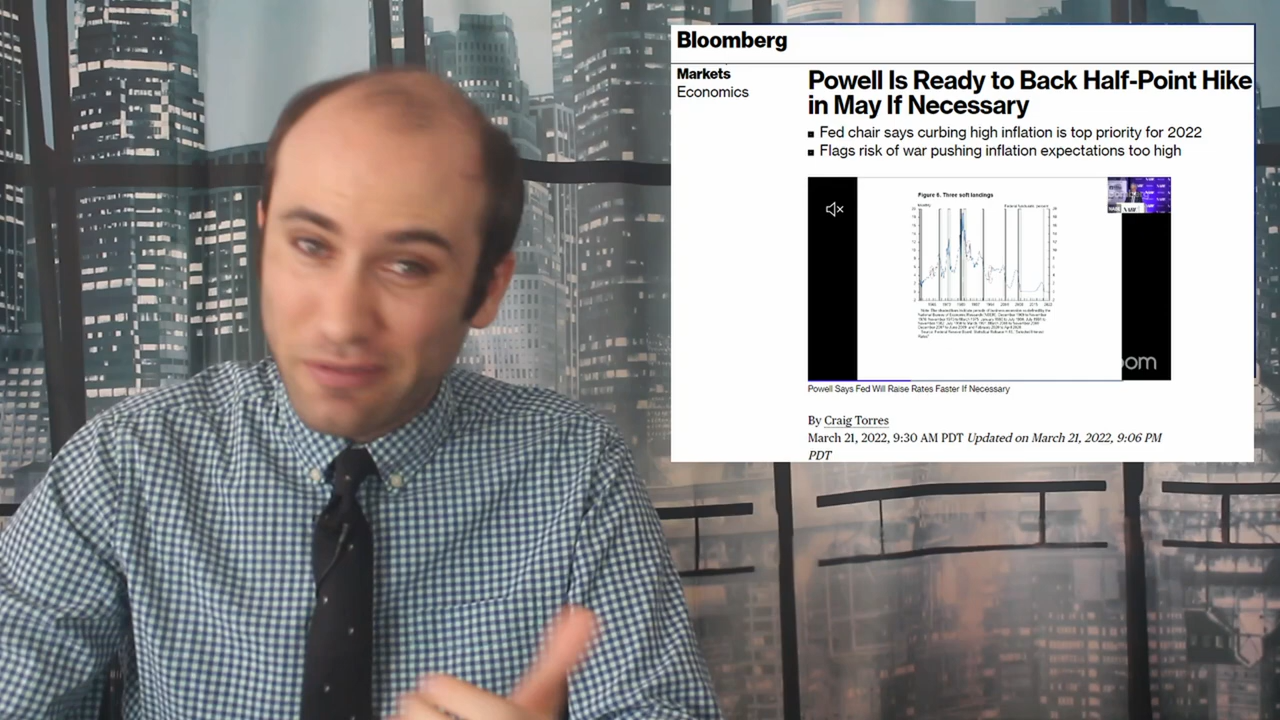 Bloomberg
Markets
Economics
Powell Is Ready to Back Half-Point Hike
in May If Necessary
Fed chair says curbing high inflation is top priority for 2022
Flags risk of war pushing inflation expectations too high
Figure 6. Three soft landings
oom
Powell Says Fed Will Raise Rates Faster If Necessary
By Craig Torres
March 21, 2022, 9:30 AM PDT Updated on March 21, 2022, 9:06 PM
PDT